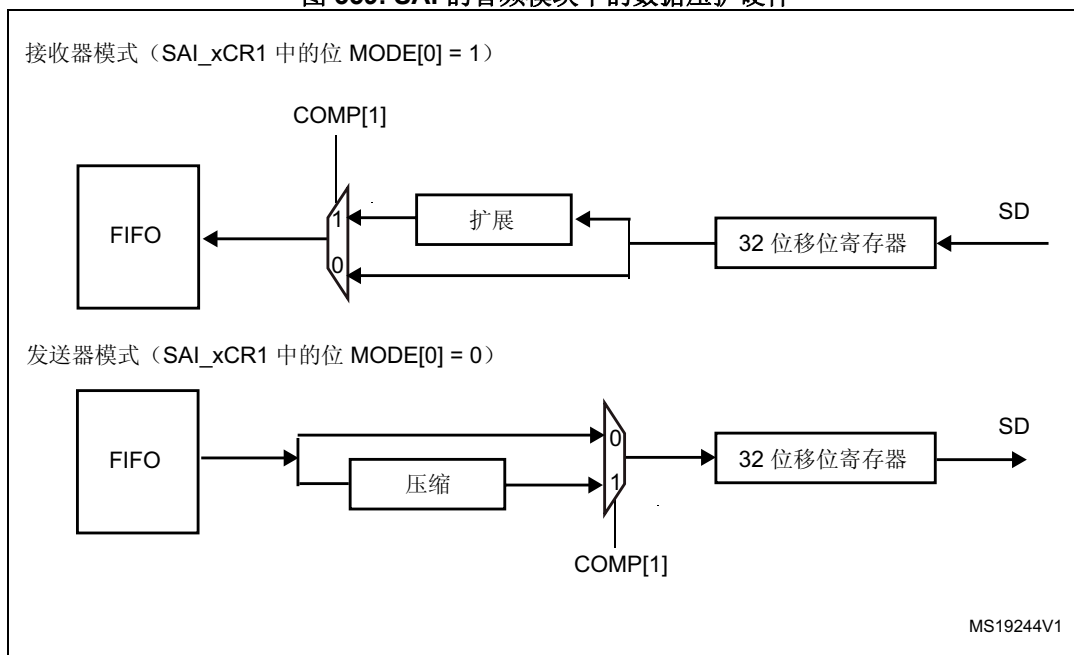 接收器模式（SAI_xCR1 中的位 MODE[0] = 1）
COMP[1]
FIFO
1
0
扩展
32 位移位寄存器
SD
发送器模式（SAI_xCR1 中的位 MODE[0] = 0）
FIFO
压缩
0
1
32 位移位寄存器
SD
COMP[1]
MS19244V1